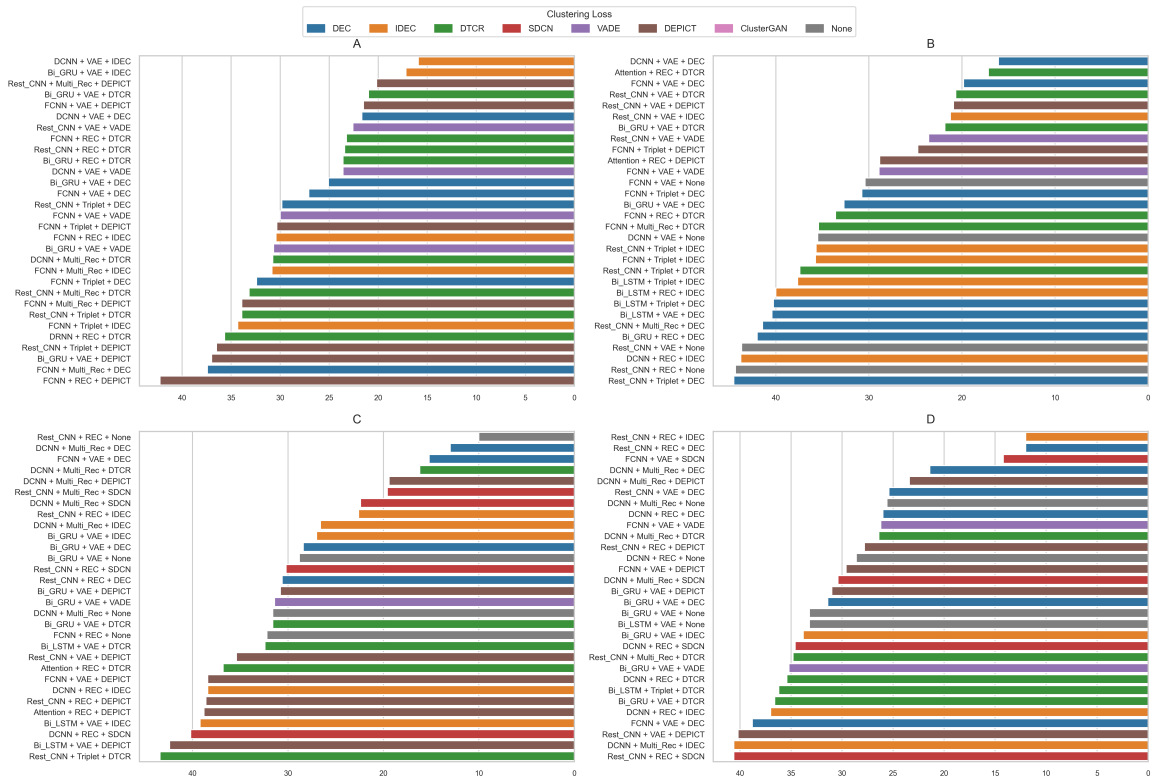 Clustering Loss
DEC IDEC DTCR SDCN VADE DEPICT ClusterGAN None
A
DCNN + VAE + IDEC
Bi_GRU + VAE + IDEC
Rest_CNN + Multi_Rec + DEPICT
Bi_GRU + VAE + DTCR
FCNN + VAE + DEPICT
DCNN + VAE + DEC
Rest_CNN + VAE + VADE
FCNN + REC + DTCR
Rest_CNN + REC + DTCR
Bi_GRU + REC + DTCR
DCNN + VAE + VADE
Bi_GRU + VAE + DEC
FCNN + VAE + DEC
Rest_CNN + Triplet + DEC
FCNN + VAE + VADE
FCNN + Triplet + DEPICT
FCNN + REC + IDEC
Bi_GRU + VAE + VADE
DCNN + Multi_Rec + DTCR
FCNN + Multi_Rec + IDEC
FCNN + Triplet + DEC
Rest_CNN + Multi_Rec + DTCR
FCNN + Multi_Rec + DEPICT
Rest_CNN + Triplet + DTCR
FCNN + Triplet + IDEC
DRNN + REC + DTCR
Rest_CNN + Triplet + DEPICT
Bi_GRU + VAE + DEPICT
FCNN + Multi_Rec + DEC
FCNN + REC + DEPICT
40 35 30 25 20 15 10 5 0
B
DCNN + VAE + DEC
Attention + REC + DTCR
FCNN + VAE + DEC
Rest_CNN + VAE + DTCR
Rest_CNN + VAE + DEPICT
Rest_CNN + VAE + IDEC
Bi_GRU + VAE + DTCR
Rest_CNN + VAE + VADE
FCNN + Triplet + DEPICT
Attention + REC + DEPICT
FCNN + VAE + VADE
FCNN + VAE + None
FCNN + Triplet + DEC
Bi_GRU + VAE + DEC
FCNN + REC + DTCR
FCNN + Multi_Rec + DTCR
DCNN + VAE + None
Rest_CNN + Triplet + IDEC
FCNN + Triplet + IDEC
Rest_CNN + Triplet + DTCR
Bi_LSTM + Triplet + IDEC
Bi_LSTM + REC + IDEC
Bi_LSTM + Triplet + DEC
Bi_LSTM + VAE + DEC
Rest_CNN + Multi_Rec + DEC
Bi_GRU + REC + DEC
Rest_CNN + VAE + None
DCNN + REC + IDEC
Rest_CNN + REC + None
Rest_CNN + Triplet + DEC
40 30 20 10 0
C
Rest_CNN + REC + None
DCNN + Multi_Rec + DEC
FCNN + VAE + DEC
DCNN + Multi_Rec + DTCR
DCNN + Multi_Rec + DEPICT
Rest_CNN + Multi_Rec + SDCN
DCNN + Multi_Rec + SDCN
Rest_CNN + REC + IDEC
DCNN + Multi_Rec + IDEC
Bi_GRU + VAE + IDEC
Bi_GRU + VAE + DEC
Bi_GRU + VAE + None
Rest_CNN + REC + SDCN
Rest_CNN + REC + DEC
Bi_GRU + VAE + DEPICT
Bi_GRU + VAE + VADE
DCNN + Multi_Rec + None
Bi_GRU + VAE + DTCR
FCNN + REC + None
Bi_LSTM + VAE + DTCR
Rest_CNN + VAE + DEPICT
Attention + REC + DTCR
FCNN + VAE + DEPICT
DCNN + REC + IDEC
Rest_CNN + REC + DEPICT
Attention + REC + DEPICT
Bi_LSTM + VAE + IDEC
DCNN + REC + SDCN
Bi_LSTM + VAE + DEPICT
Rest_CNN + Triplet + DTCR
40 30 20 10 0
D
Rest_CNN + REC + IDEC
Rest_CNN + REC + DEC
FCNN + VAE + SDCN
DCNN + Multi_Rec + DEC
DCNN + Multi_Rec + DEPICT
Rest_CNN + VAE + DEC
DCNN + Multi_Rec + None
DCNN + REC + DEC
FCNN + VAE + VADE
DCNN + Multi_Rec + DTCR
Rest_CNN + REC + DEPICT
DCNN + REC + None
FCNN + VAE + DEPICT
DCNN + Multi_Rec + SDCN
Bi_GRU + VAE + DEPICT
Bi_GRU + VAE + DEC
Bi_GRU + VAE + None
Bi_LSTM + VAE + None
Bi_GRU + VAE + IDEC
DCNN + REC + SDCN
Rest_CNN + Multi_Rec + DTCR
Bi_GRU + VAE + VADE
DCNN + REC + DTCR
Bi_LSTM + Triplet + DTCR
Bi_GRU + VAE + DTCR
DCNN + REC + IDEC
FCNN + VAE + DEC
Rest_CNN + VAE + DEPICT
DCNN + Multi_Rec + IDEC
Rest_CNN + REC + SDCN
40 35 30 25 20 15 10 5 0